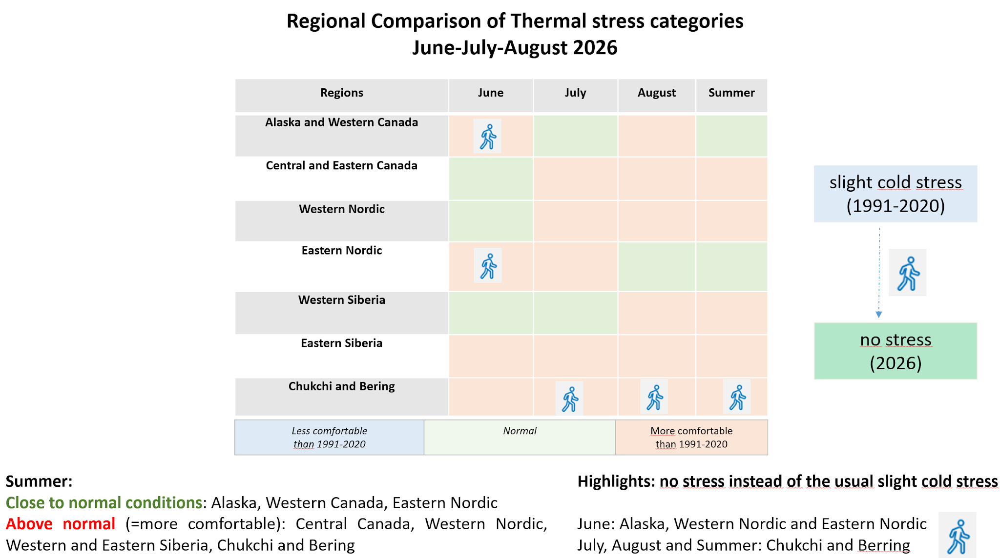 Regional Comparison of Thermal stress categories
June-July-August 2026
Regions June July August Summer
Alaska and Western Canada
Central and Eastern Canada
Western Nordic
Eastern Nordic
Western Siberia
Eastern Siberia
Chukchi and Bering
Less comfortable
than 1991-2020
Normal
More comfortable
than 1991-2020
slight cold stress
(1991-2020)
no stress
(2026)
Summer:
Close to normal conditions: Alaska, Western Canada, Eastern Nordic
Above normal (=more comfortable): Central Canada, Western Nordic,
Western and Eastern Siberia, Chukchi and Bering
Highlights: no stress instead of the usual slight cold stress
June: Alaska, Western Nordic and Eastern Nordic
July, August and Summer: Chukchi and Berring